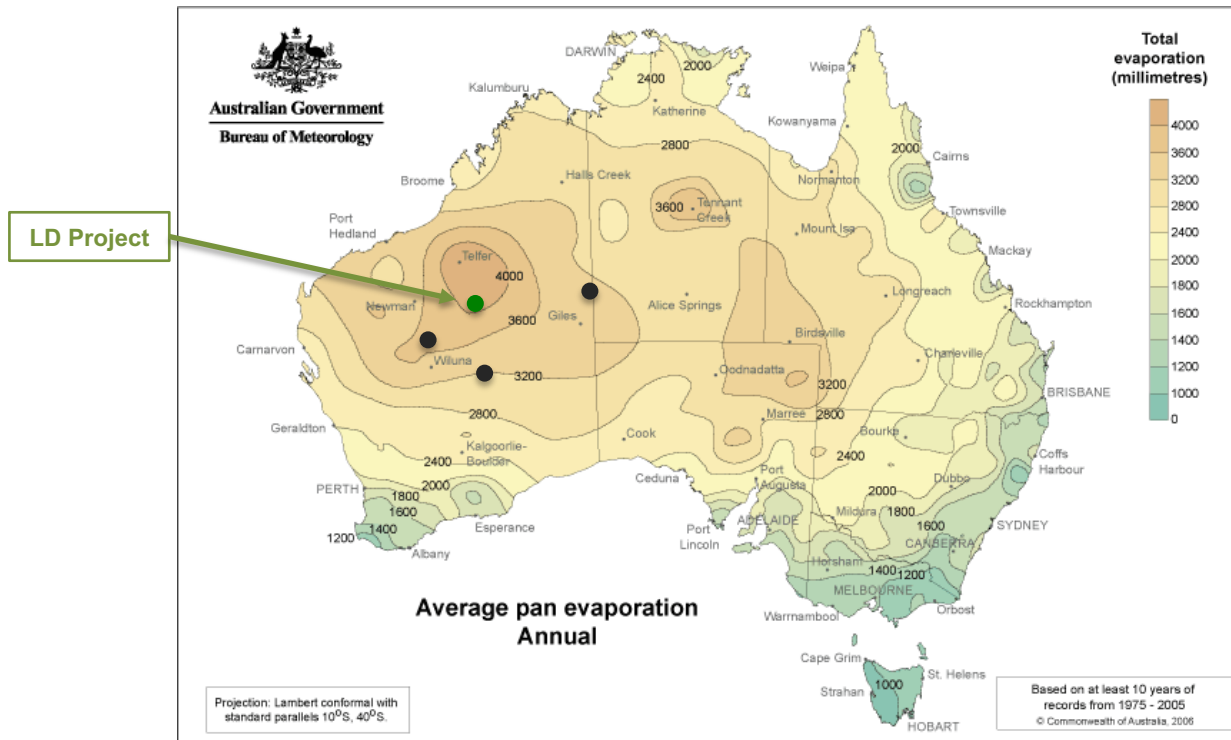 Australian Government
Bureau of Meteorology
LD Project
Total
evaporation
(millimetres)
4000
3600
3200
2800
2400
2000
1800
1600
1400
1200
1000
0
DARWIN
2000
2400
Weipa
Kalumburu
Katherine
Kowanyama
2800
2000
Cairns
Broome
Halls Creek
Normanton
3600
Tennant
Creek
Townsville
Port
Hedland
Mount Isa
Mackay
Telfer
4000
Newman
Alice Springs
Longreach
Rockhampton
3600
Giles
Birdsville
Carnarvon
Wiluna
3200
Oodnadatta
Charleville
3200
BRISBANE
2800
Marree
2800
Geraldton
Cook
Bourke
Kalgoorlie-
Boulder
2400
2400
Coffs
Harbour
Ceduna
Port
Augusta
Dubbo
PERTH
2000
1800
2000
1600
Mildura
1800
Esperance
ADELAIDE
1600
SYDNEY
1400
1200
Port
Lincoln
CANBERRA
Albany
Horsham
1400
1200
MELBOURNE
Orbost
Warrnambool
Average pan evaporation
Annual
Cape Grim
St. Helens
1000
Strahan
HOBART
Projection: Lambert conformal with
standard parallels 10°S, 40°S.
Based on at least 10 years of
records from 1975 - 2005
© Commonwealth of Australia, 2006